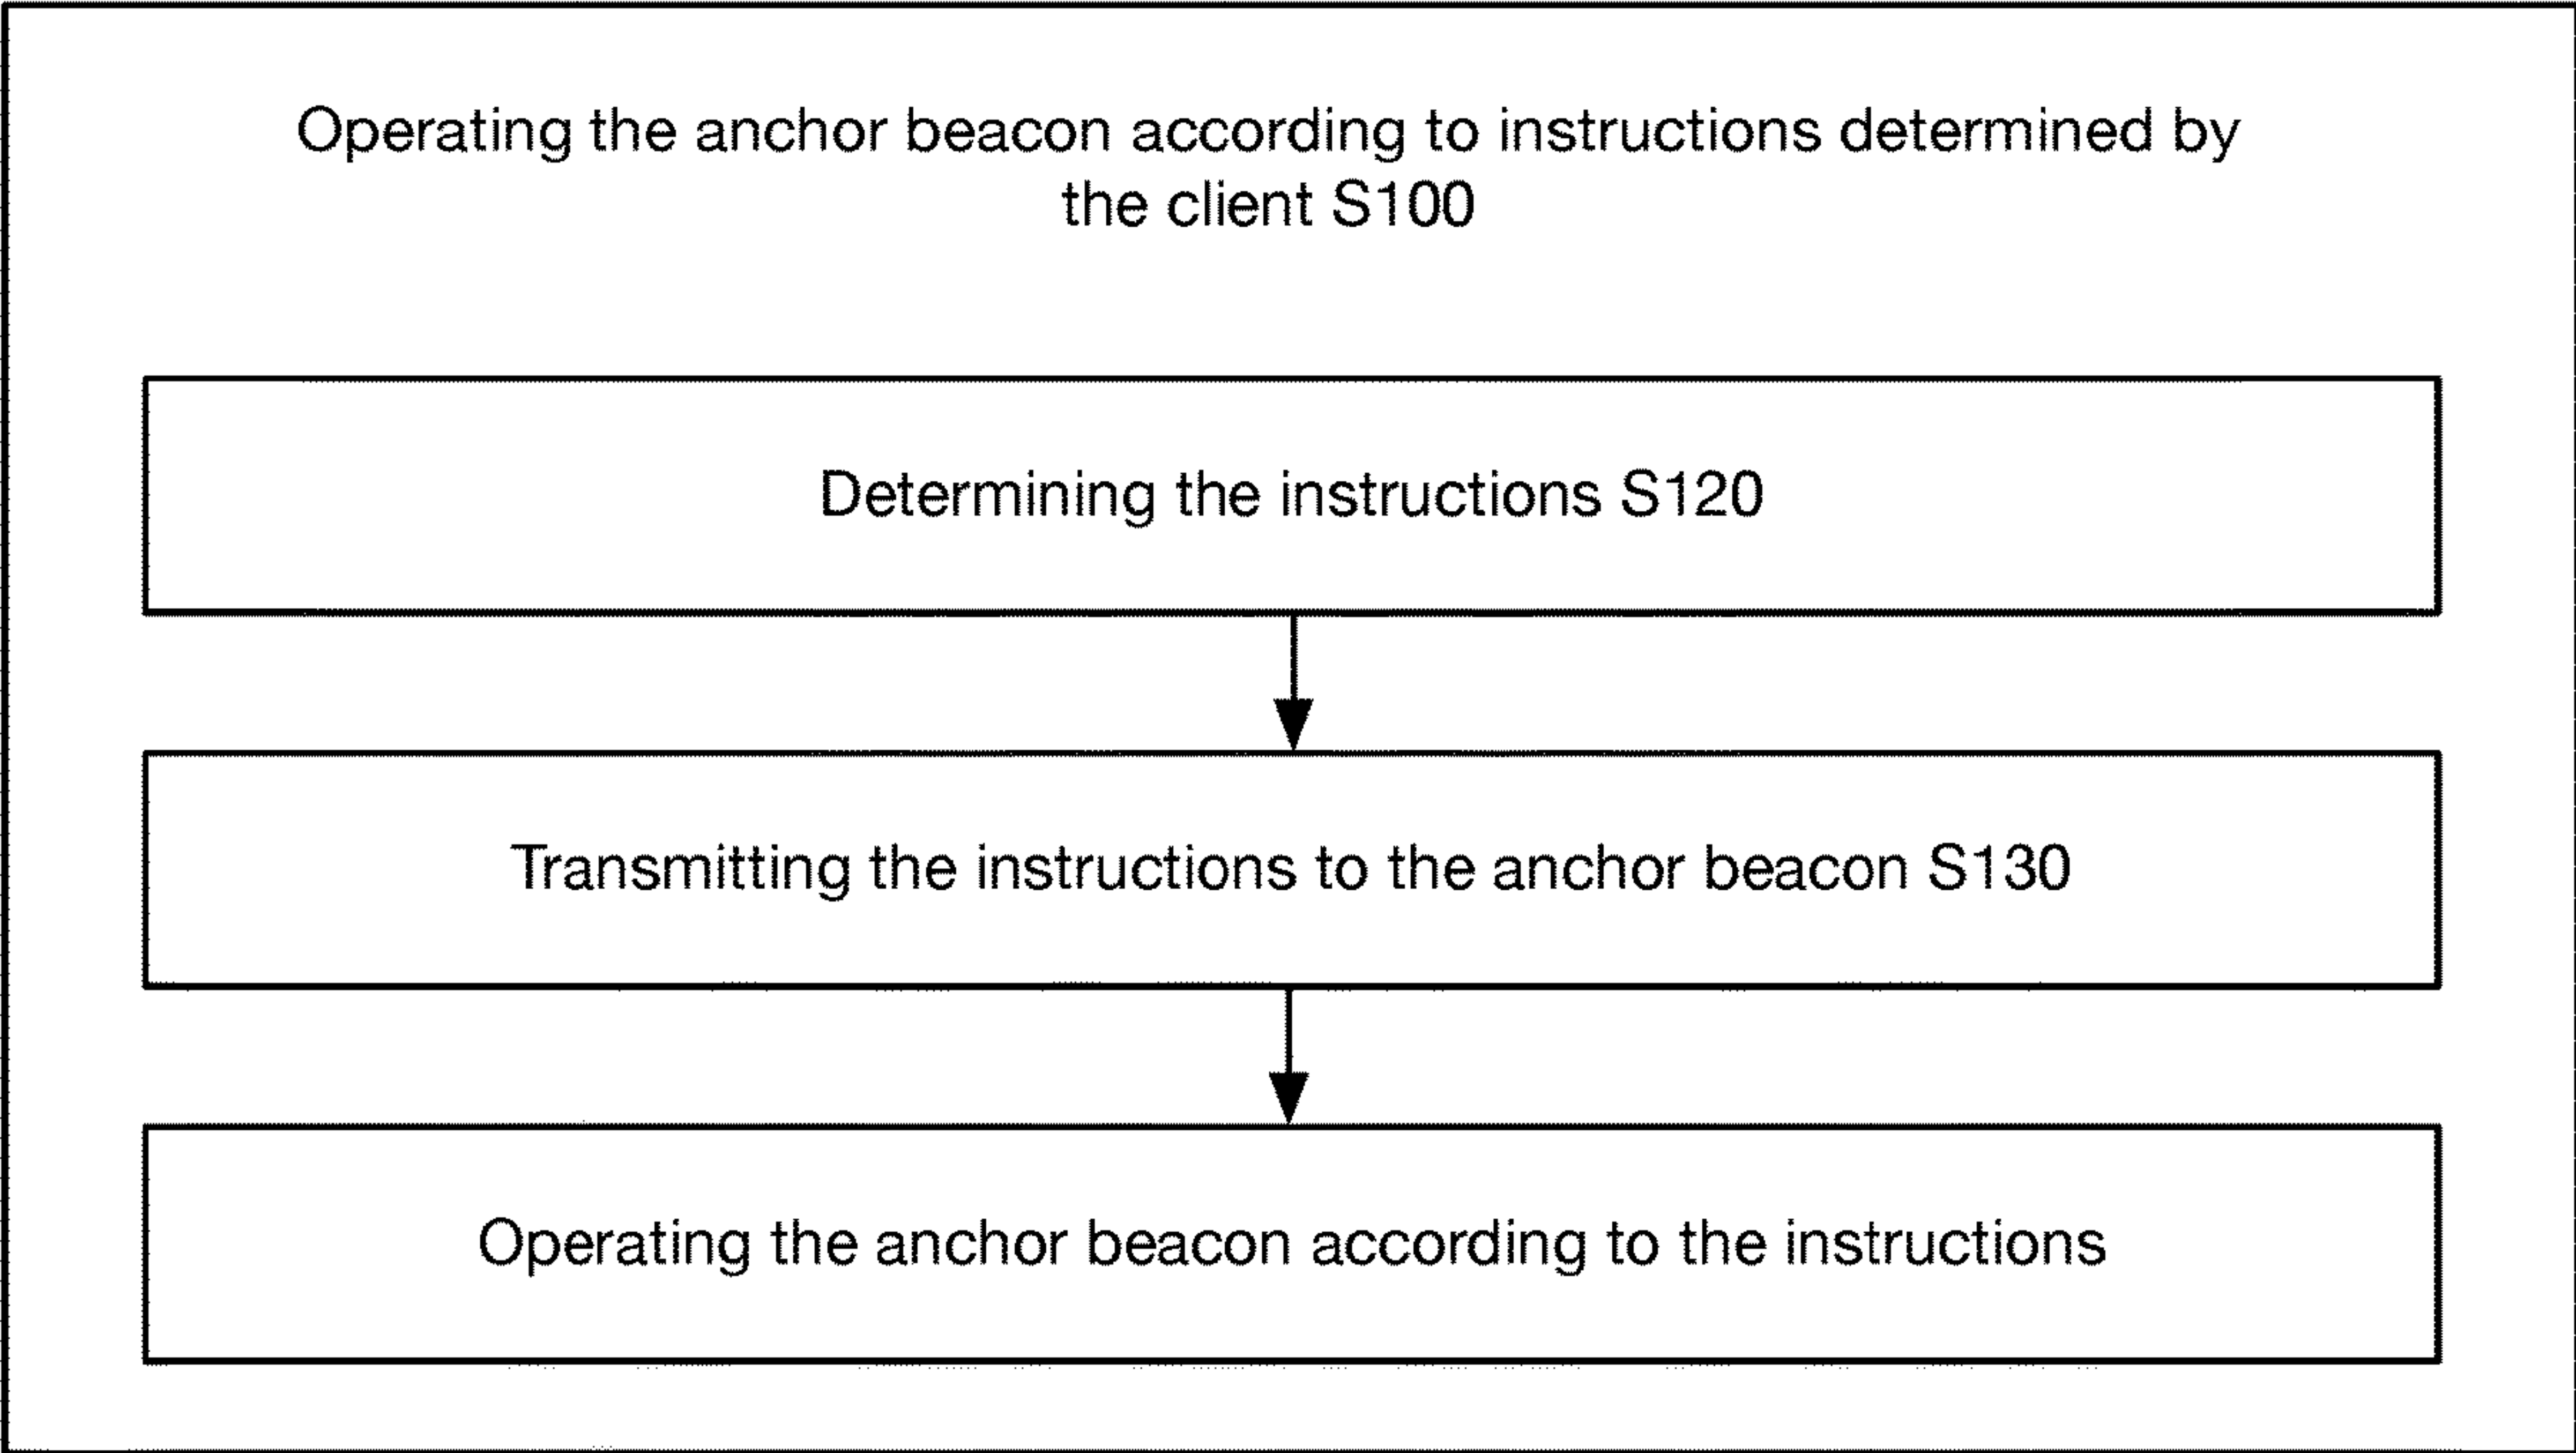 Operating the anchor beacon according to instructions determined by
the client S100
Determining the instructions S120
Transmitting the instructions to the anchor beacon S130
Operating the anchor beacon according to the instructions